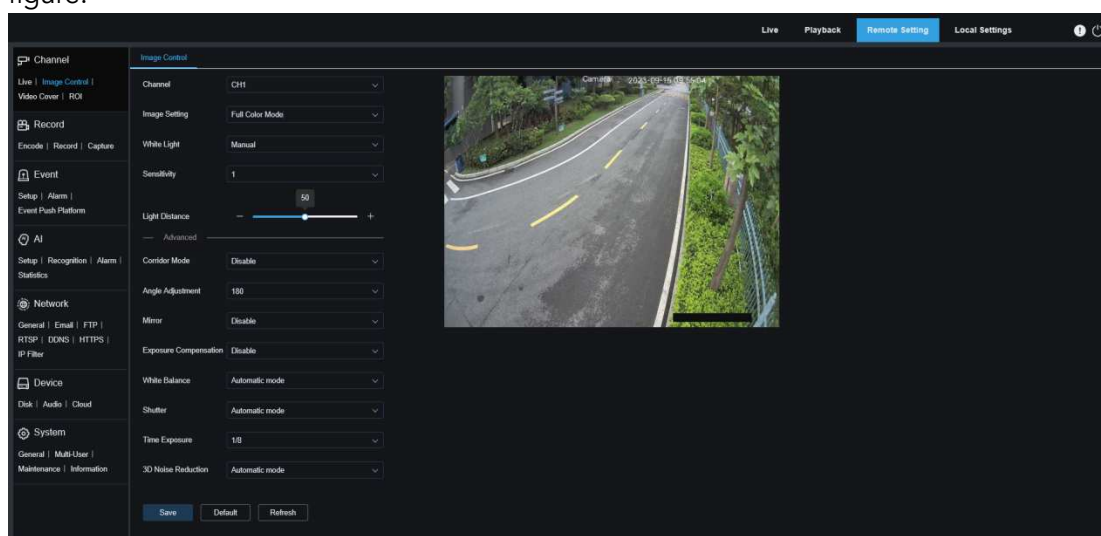 figure.
Live Playback Remote Setting Local Settings
Channel
Live | Image Control |
Video Cover | ROI
Record
Encode | Record | Capture
Event
Setup | Alarm |
Event Push Platform
AI
Setup | Recognition | Alarm |
Statistics
Network
General | Email | FTP |
RTSP | DDNS | HTTPS |
IP Filter
Device
Disk | Audio | Cloud
System
General | Multi-User |
Maintenance | Information
Image Control
Channel CH1
Image Setting Full Color Mode
White Light Manual
Sensitivity 1
50
Light Distance - +
Advanced
Corridor Mode Disable
Angle Adjustment 180
Mirror Disable
Exposure Compensation Disable
White Balance Automatic mode
Shutter Automatic mode
Time Exposure 1/8
3D Noise Reduction Automatic mode
Save Default Refresh
Camera